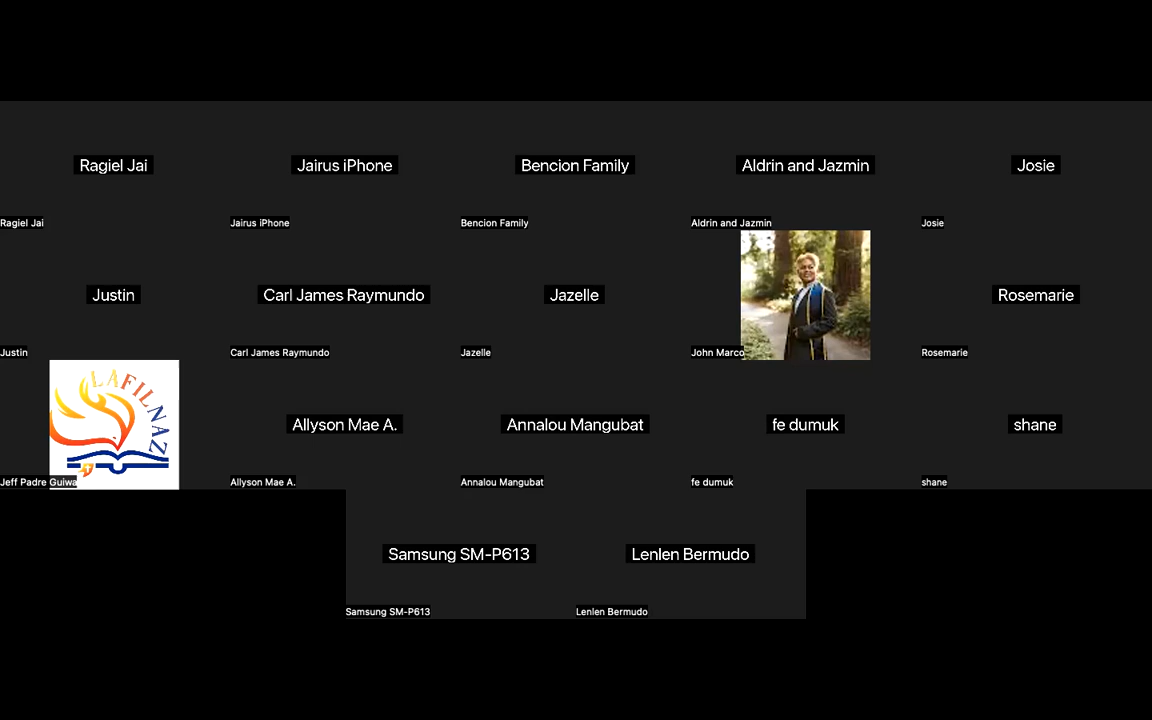 Ragiel Jai
Jairus iPhone
Bencion Family
Aldrin and Jazmin
Josie
Ragiel Jai
Jairus iPhone
Bencion Family
Aldrin and Jazmin
Josie
Justin
Carl James Raymundo
Jazelle
Rosemarie
Justin
Carl James Raymundo
Jazelle
John Marco
Rosemarie
LAFILNAZ
Allyson Mae A.
Annalou Mangubat
fe dumuk
shane
Jeff Padre Guiwa
Allyson Mae A.
Annalou Mangubat
fe dumuk
shane
Samsung SM-P613
Lenlen Bermudo
Samsung SM-P613
Lenlen Bermudo